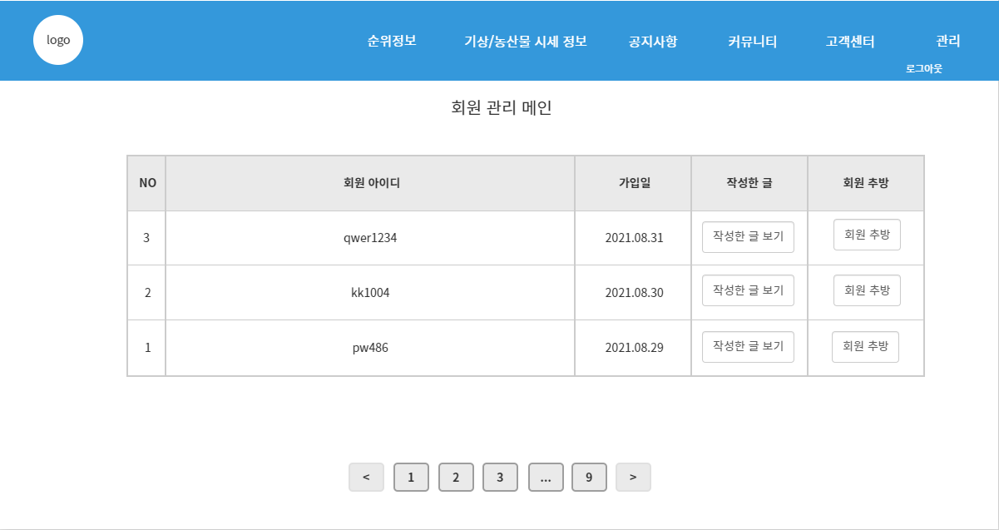 logo
순위정보 기상/농산물 시세 정보 공지사항 커뮤니티 고객센터 관리
로그아웃
회원 관리 메인
NO 회원 아이디 가입일 작성한 글 회원 추방
3 qwer1234 2021.08.31 작성한 글 보기 회원 추방
2 kk1004 2021.08.30 작성한 글 보기 회원 추방
1 pw486 2021.08.29 작성한 글 보기 회원 추방
< 1 2 3 ... 9 >